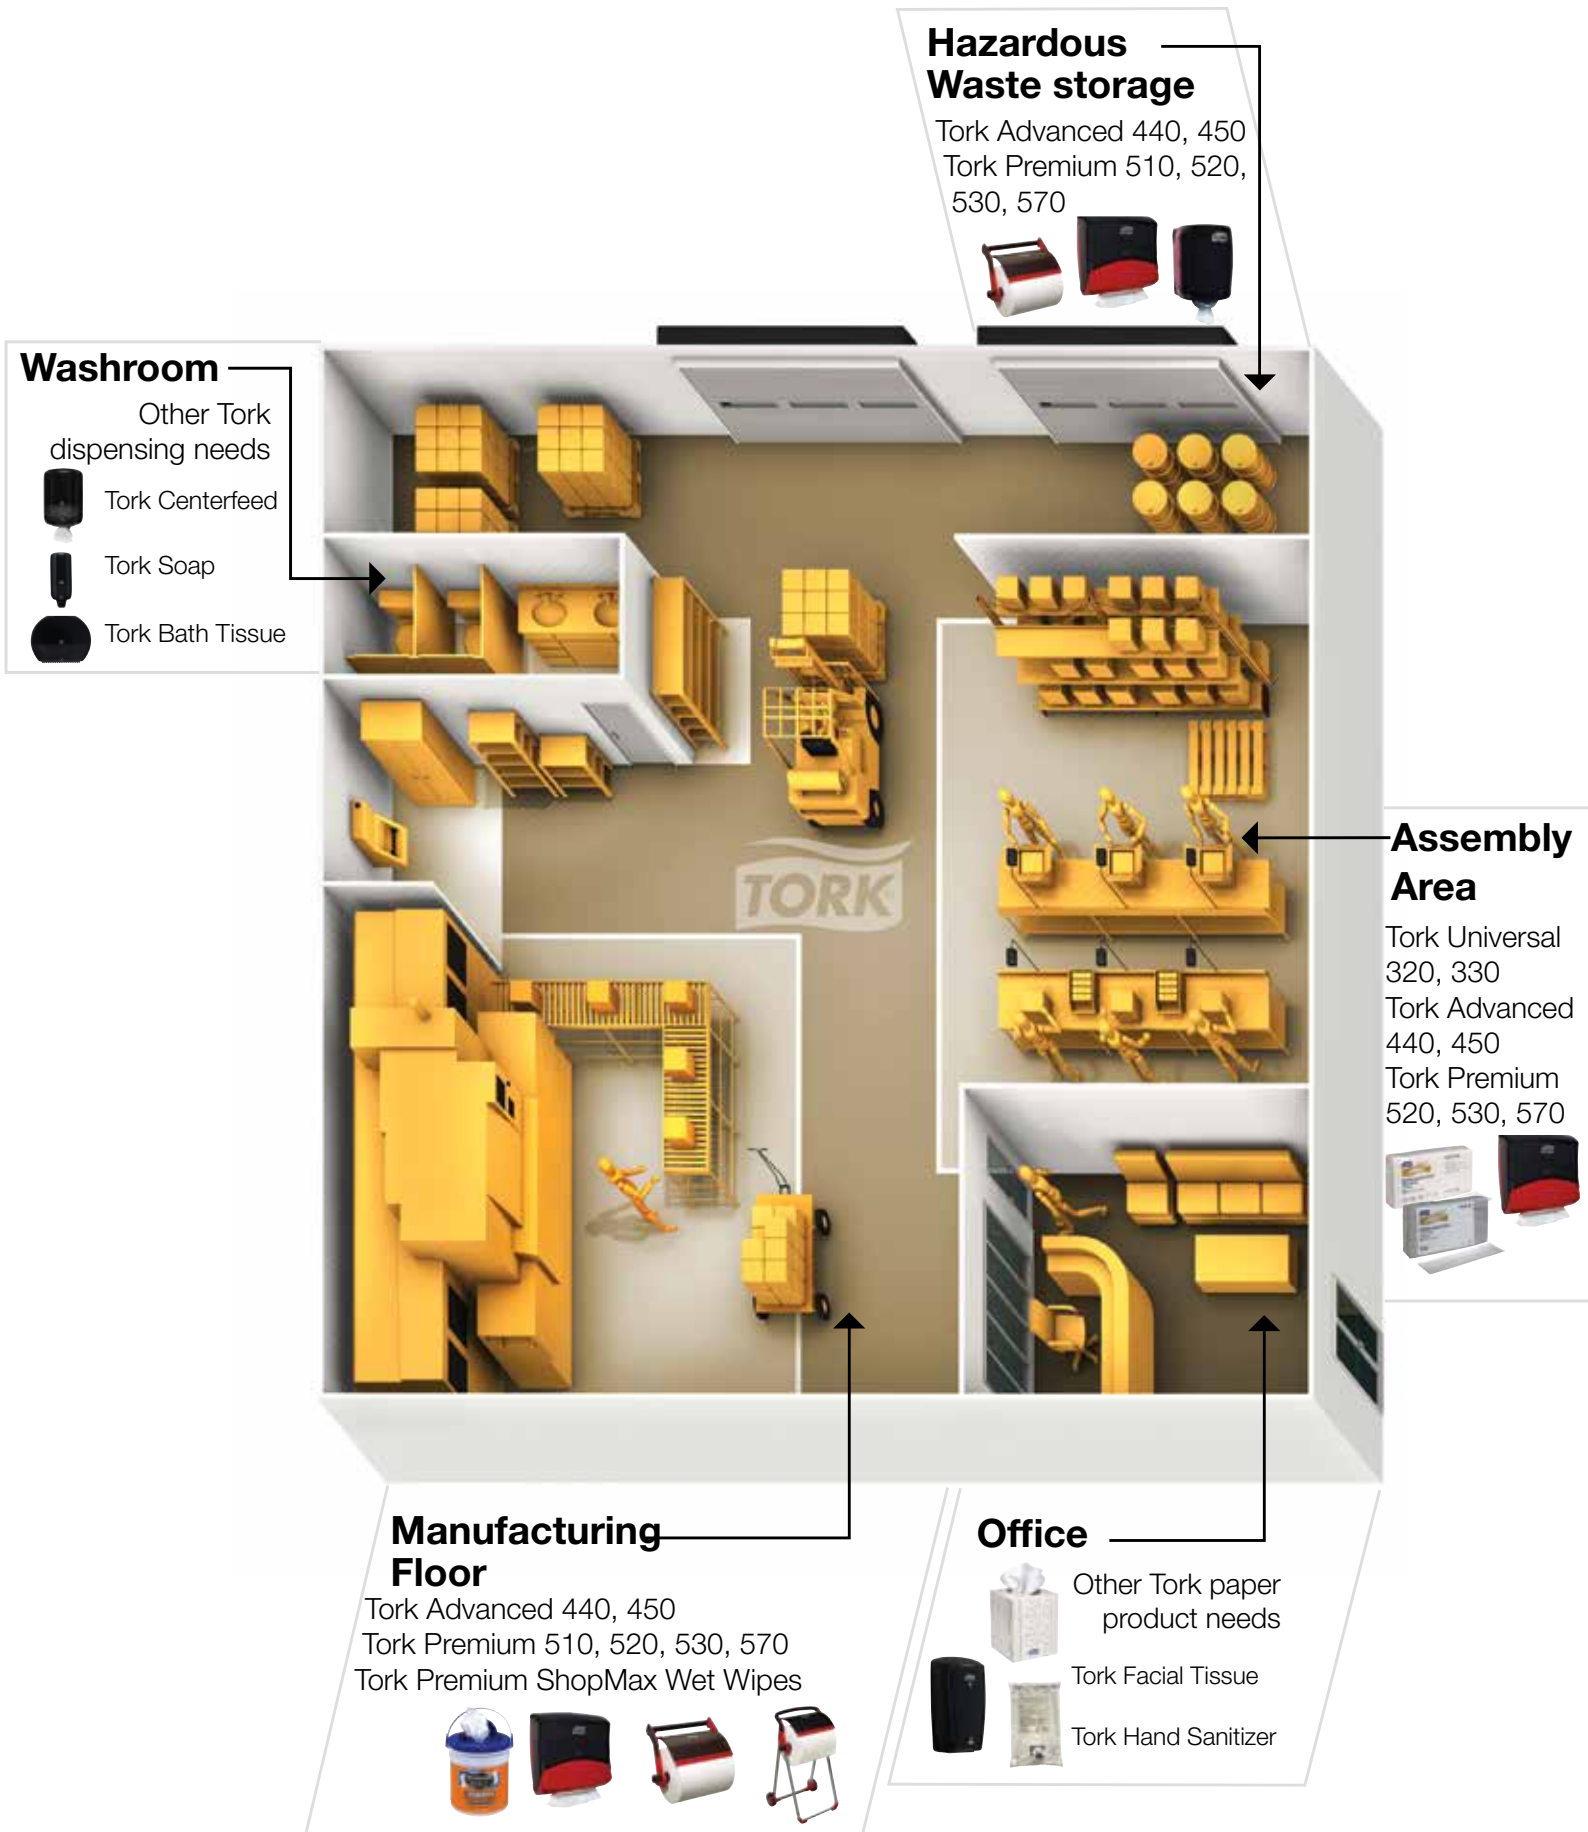 Hazardous
Waste storage
Tork Advanced 440, 450
Tork Premium 510, 520,
530, 570
Washroom
Other Tork
dispensing needs
Tork Centerfeed
Tork Soap
Tork Bath Tissue
TORK
Assembly
Area
Tork Universal
320, 330
Tork Advanced
440, 450
Tork Premium
520, 530, 570
Manufacturing
Floor
Tork Advanced 440, 450
Tork Premium 510, 520, 530, 570
Tork Premium ShopMax Wet Wipes
Office
Other Tork paper
product needs
Tork Facial Tissue
Tork Hand Sanitizer